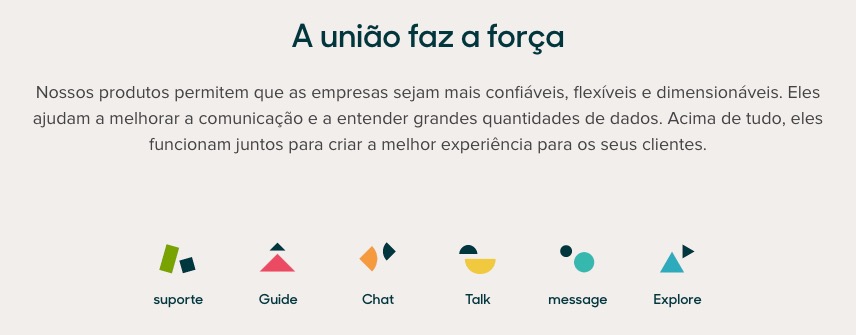 A união faz a força
Nossos produtos permitem que as empresas sejam mais confiáveis, flexíveis e dimensionáveis. Eles
ajudam a melhorar a comunicação e a entender grandes quantidades de dados. Acima de tudo, eles
funcionam juntos para criar a melhor experiência para os seus clientes.
suporte Guide Chat Talk message Explore